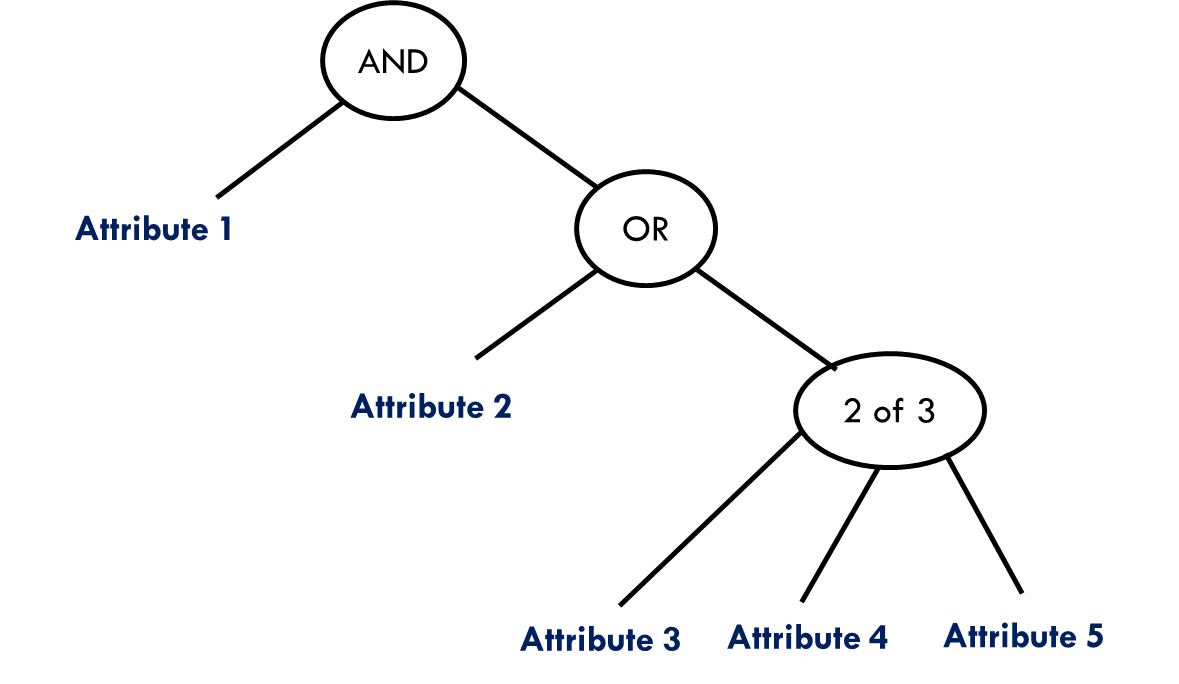 AND
Attribute 1
OR
Attribute 2
2 of 3
Attribute 3
Attribute 4
Attribute 5